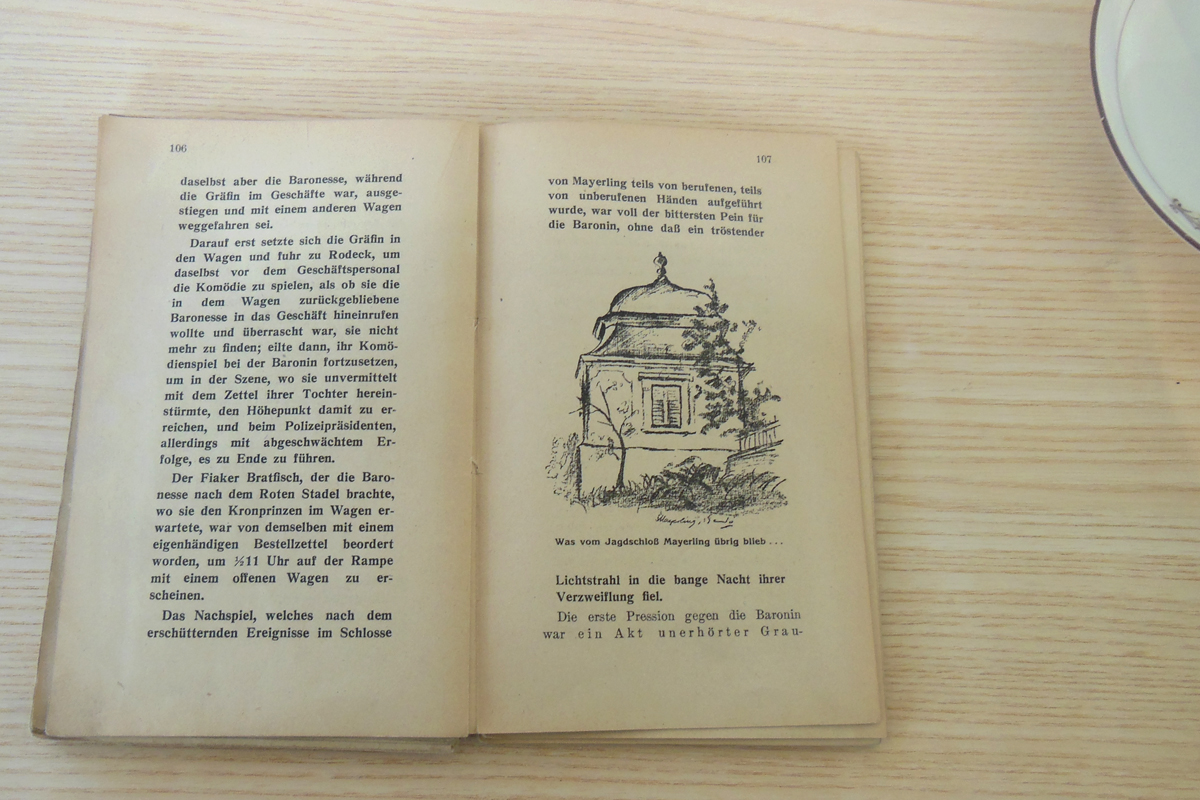 106
daselbst aber die Baronesse, während
die Gräfin im Geschäfte war, ausge-
stiegen und mit einem anderen Wagen
weggefahren sei.
Darauf erst setzte sich die Gräfin in
den Wagen und fuhr zu Rodeck, um
daselbst vor dem Geschäftspersonal
die Komödie zu spielen, als ob sie die
in dem Wagen zurückgebliebene
Baronesse in das Geschäft hineinrufen
wollte und überrascht war, sie nicht
mehr zu finden; eilte dann, ihr Komö-
dienspiel bei der Baronin fortzusetzen,
um in der Szene, wo sie unvermittelt
mit dem Zettel ihrer Tochter herein-
stürmte, den Höhepunkt damit zu er-
reichen, und beim Polizeipräsidenten,
allerdings mit abgeschwächtem Er-
folge, es zu Ende zu führen.
Der Fiaker Bratfisch, der die Baro-
nesse nach dem Roten Stadel brachte,
wo sie den Kronprinzen im Wagen er-
wartete, war von demselben mit einem
eigenhändigen Bestellzettel beordert
worden, um ½11 Uhr auf der Rampe
mit einem offenen Wagen zu er-
scheinen.
Das Nachspiel, welches nach dem
erschütternden Ereignisse im Schlosse
107
von Mayerling teils von berufenen, teils
von unberufenen Händen aufgeführt
wurde, war voll der bittersten Pein für
die Baronin, ohne daß ein tröstender
Was vom Jagdschloß Mayerling übrig blieb ...
Lichtstrahl in die bange Nacht ihrer
Verzweiflung fiel.
Die erste Pression gegen die Baronin
war ein Akt unerhörter Grau-